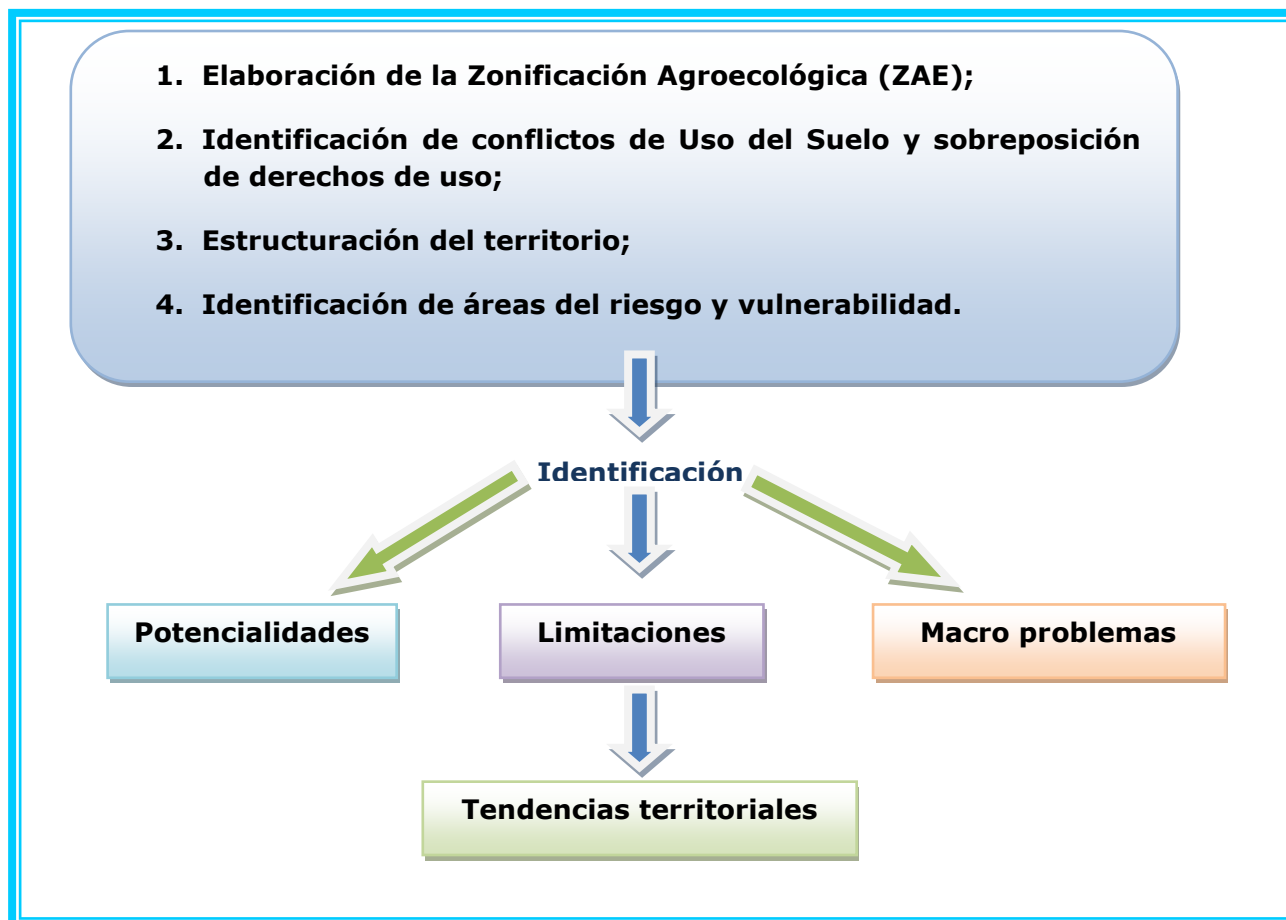 1. Elaboración de la Zonificación Agroecológica (ZAE);
2. Identificación de conflictos de Uso del Suelo y sobreposición
de derechos de uso;
3. Estructuración del territorio;
4. Identificación de áreas del riesgo y vulnerabilidad.
Identificación
Potencialidades
Limitaciones
Macro problemas
Tendencias territoriales